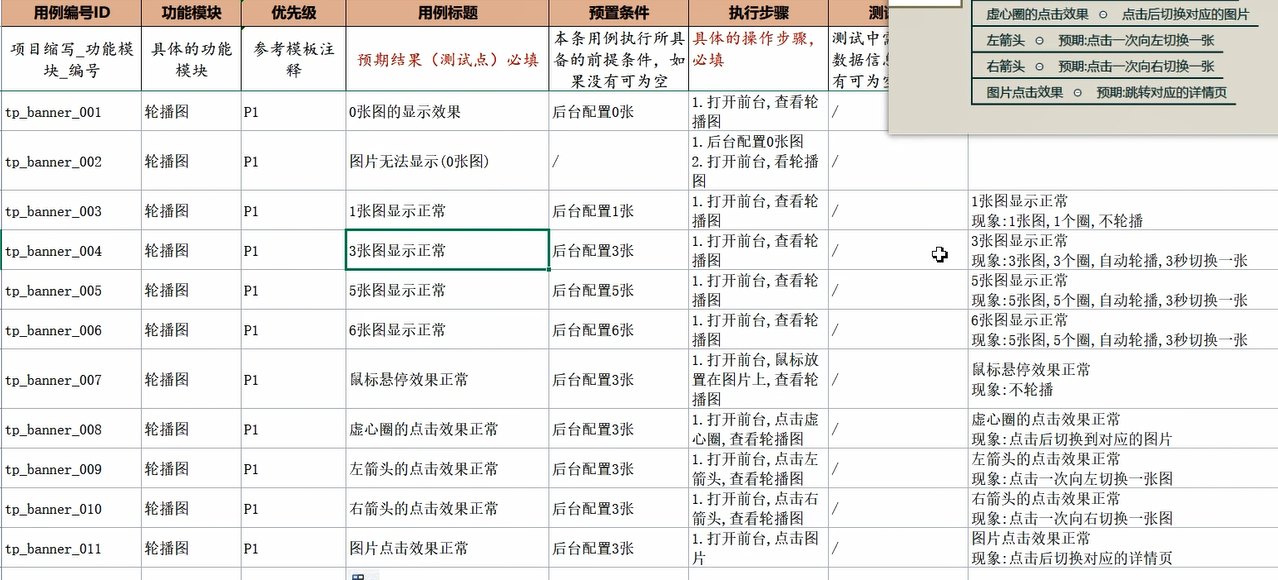 用例编号ID 功能模块 优先级 用例标题 预置条件 执行步骤
项目缩写_功能模
块_编号
具体的功能
模块
参考模板注
释
预期结果（测试点）必填
本条用例执行所具
备的前提条件，如
果没有可为空
具体的操作步骤，
必填
虚心圈的点击效果 点击后切换对应的图片
左箭头 预期:点击一次向左切换一张
右箭头 预期:点击一次向右切换一张
图片点击效果 预期:跳转对应的详情页
tp_banner_001 轮播图 P1 0张图的显示效果 后台配置0张
1.打开前台,查看轮
播图
/
tp_banner_002 轮播图 P1 图片无法显示(0张图) /
1.后台配置0张图
2.打开前台,看轮播
图
/
tp_banner_003 轮播图 P1 1张图显示正常 后台配置1张
1.打开前台,查看轮
播图
/
1张图显示正常
现象:1张图,1个圈,不轮播
tp_banner_004 轮播图 P1 3张图显示正常 后台配置3张
1.打开前台,查看轮
播图
/
3张图显示正常
现象:3张图,3个圈,自动轮播,3秒切换一张
tp_banner_005 轮播图 P1 5张图显示正常 后台配置5张
1.打开前台,查看轮
播图
/
5张图显示正常
现象:5张图,5个圈,自动轮播,3秒切换一张
tp_banner_006 轮播图 P1 6张图显示正常 后台配置6张
1.打开前台,查看轮
播图
/
6张图显示正常
现象:5张图,5个圈,自动轮播,3秒切换一张
tp_banner_007 轮播图 P1 鼠标悬停效果正常 后台配置3张
1.打开前台,鼠标放
置在图片上,查看轮
播图
/
鼠标悬停效果正常
现象:不轮播
tp_banner_008 轮播图 P1 虚心圈的点击效果正常 后台配置3张
1.打开前台,点击虚
心圈,查看轮播图
/
虚心圈的点击效果正常
现象:点击后切换到对应的图片
tp_banner_009 轮播图 P1 左箭头的点击效果正常 后台配置3张
1.打开前台,点击左
箭头,查看轮播图
/
左箭头的点击效果正常
现象:点击一次向左切换一张图
tp_banner_010 轮播图 P1 右箭头的点击效果正常 后台配置3张
1.打开前台,点击右
箭头,查看轮播图
/
右箭头的点击效果正常
现象:点击一次向右切换一张图
tp_banner_011 轮播图 P1 图片点击效果正常 后台配置3张
1.打开前台,点击图
片
/
图片点击效果正常
现象:点击后切换对应的详情页